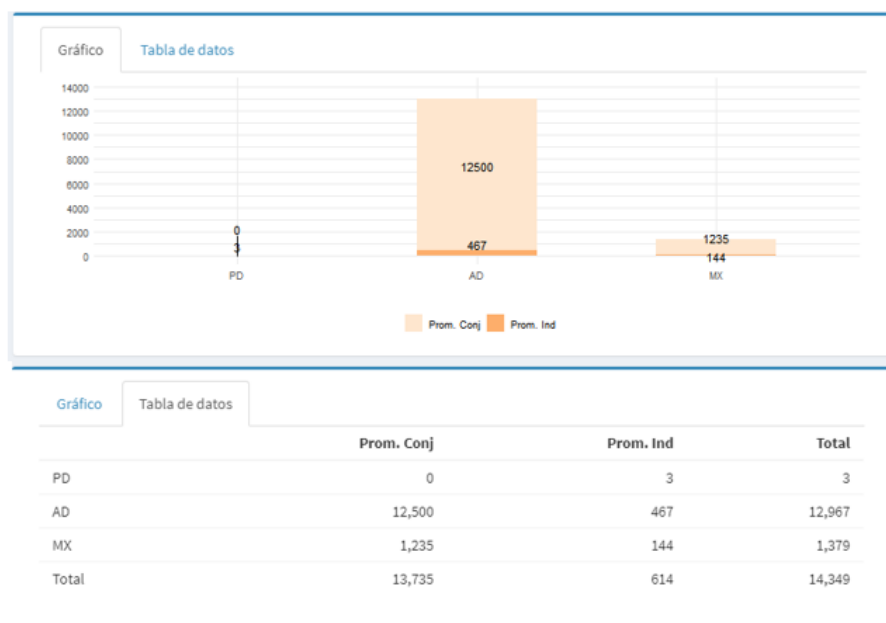 Gráfico Tabla de datos
14000
12000
10000
8000
6000
4000
2000
0
0
3
12500
467
1235
144
PD AD MX
Prom. Conj Prom. Ind
Gráfico Tabla de datos
Prom. Conj Prom. Ind Total
PD 0 3 3
AD 12,500 467 12,967
MX 1,235 144 1,379
Total 13,735 614 14,349